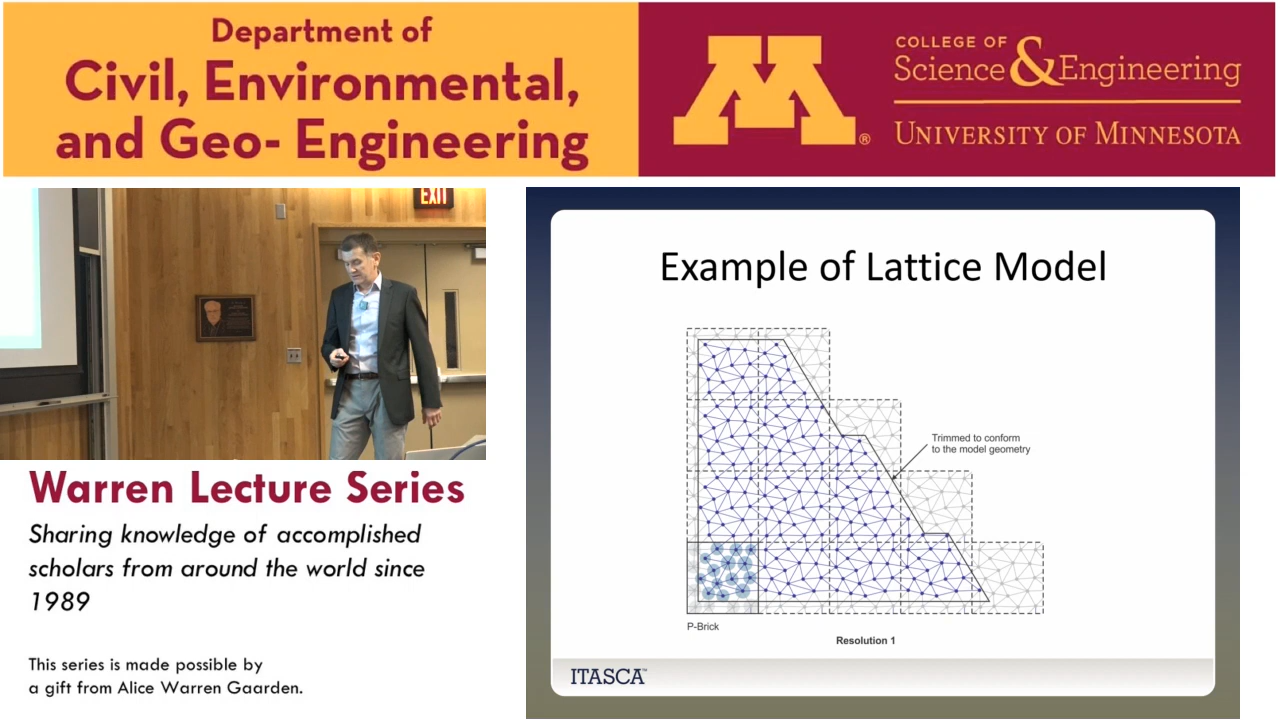 Department of
Civil, Environmental,
and Geo- Engineering
M®
COLLEGE OF
Science & Engineering
UNIVERSITY OF MINNESOTA
EXIT
Warren Lecture Series
Sharing knowledge of accomplished
scholars from around the world since
1989
This series is made possible by
a gift from Alice Warren Gaarden.
Example of Lattice Model
Trimmed to conform
to the model geometry
P-Brick
Resolution 1
ITASCA™